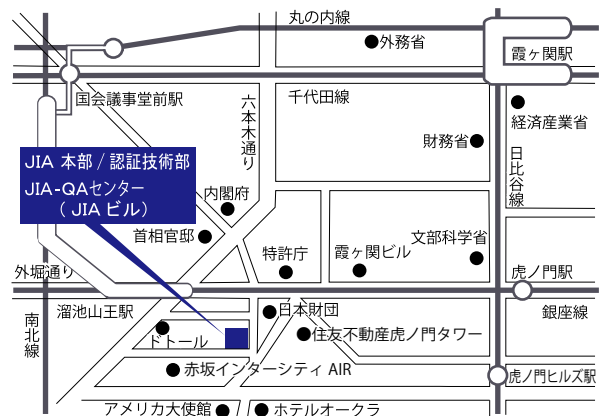 丸の内線
外務省
霞ヶ関駅
国会議事堂前駅
千代田線
六本木通り
経済産業省
財務省
日比谷線
JIA 本部 / 認証技術部
JIA-QAセンター
（ JIA ビル）
内閣府
首相官邸
文部科学省
特許庁
霞ヶ関ビル
外堀通り
虎ノ門駅
溜池山王駅
日本財団
銀座線
南北線
ドトール
住友不動産虎ノ門タワー
赤坂インターシティ AIR
虎ノ門ヒルズ駅
アメリカ大使館
ホテルオークラ